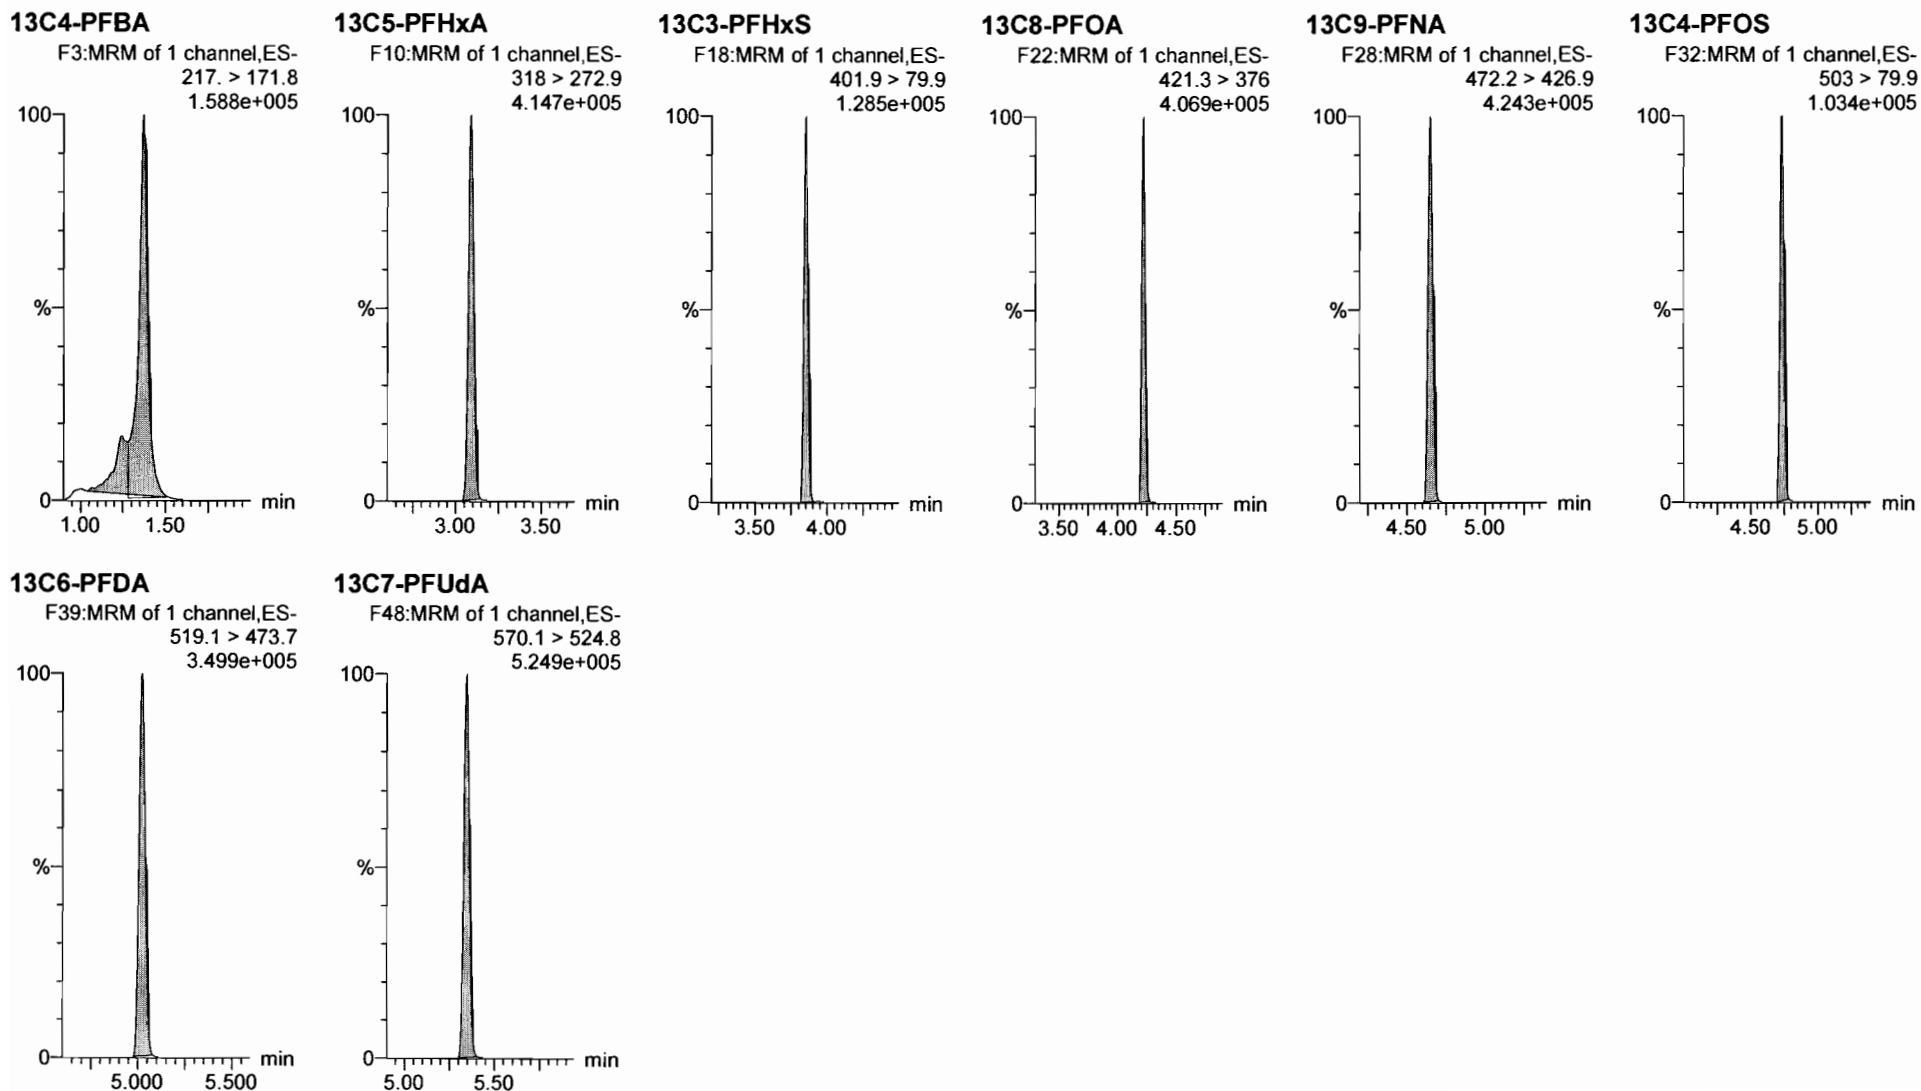 13C4-PFBA
F3:MRM of 1 channel,ES-
217. > 171.8
1.588e+005
100
%
0
min
1.00 1.50
13C5-PFHxA
F10:MRM of 1 channel,ES-
318 > 272.9
4.147e+005
100
%
0
min
3.00 3.50
13C3-PFHxS
F18:MRM of 1 channel,ES-
401.9 > 79.9
1.285e+005
100
%
0
min
3.50 4.00
13C8-PFOA
F22:MRM of 1 channel,ES-
421.3 > 376
4.069e+005
100
%
0
min
3.50 4.00 4.50
13C9-PFNA
F28:MRM of 1 channel,ES-
472.2 > 426.9
4.243e+005
100
%
0
min
4.50 5.00
13C4-PFOS
F32:MRM of 1 channel,ES-
503 > 79.9
1.034e+005
100
%
0
min
4.50 5.00
13C6-PFDA
F39:MRM of 1 channel,ES-
519.1 > 473.7
3.499e+005
100
%
0
min
5.000 5.500
13C7-PFUdA
F48:MRM of 1 channel,ES-
570.1 > 524.8
5.249e+005
100
%
0
min
5.00 5.50